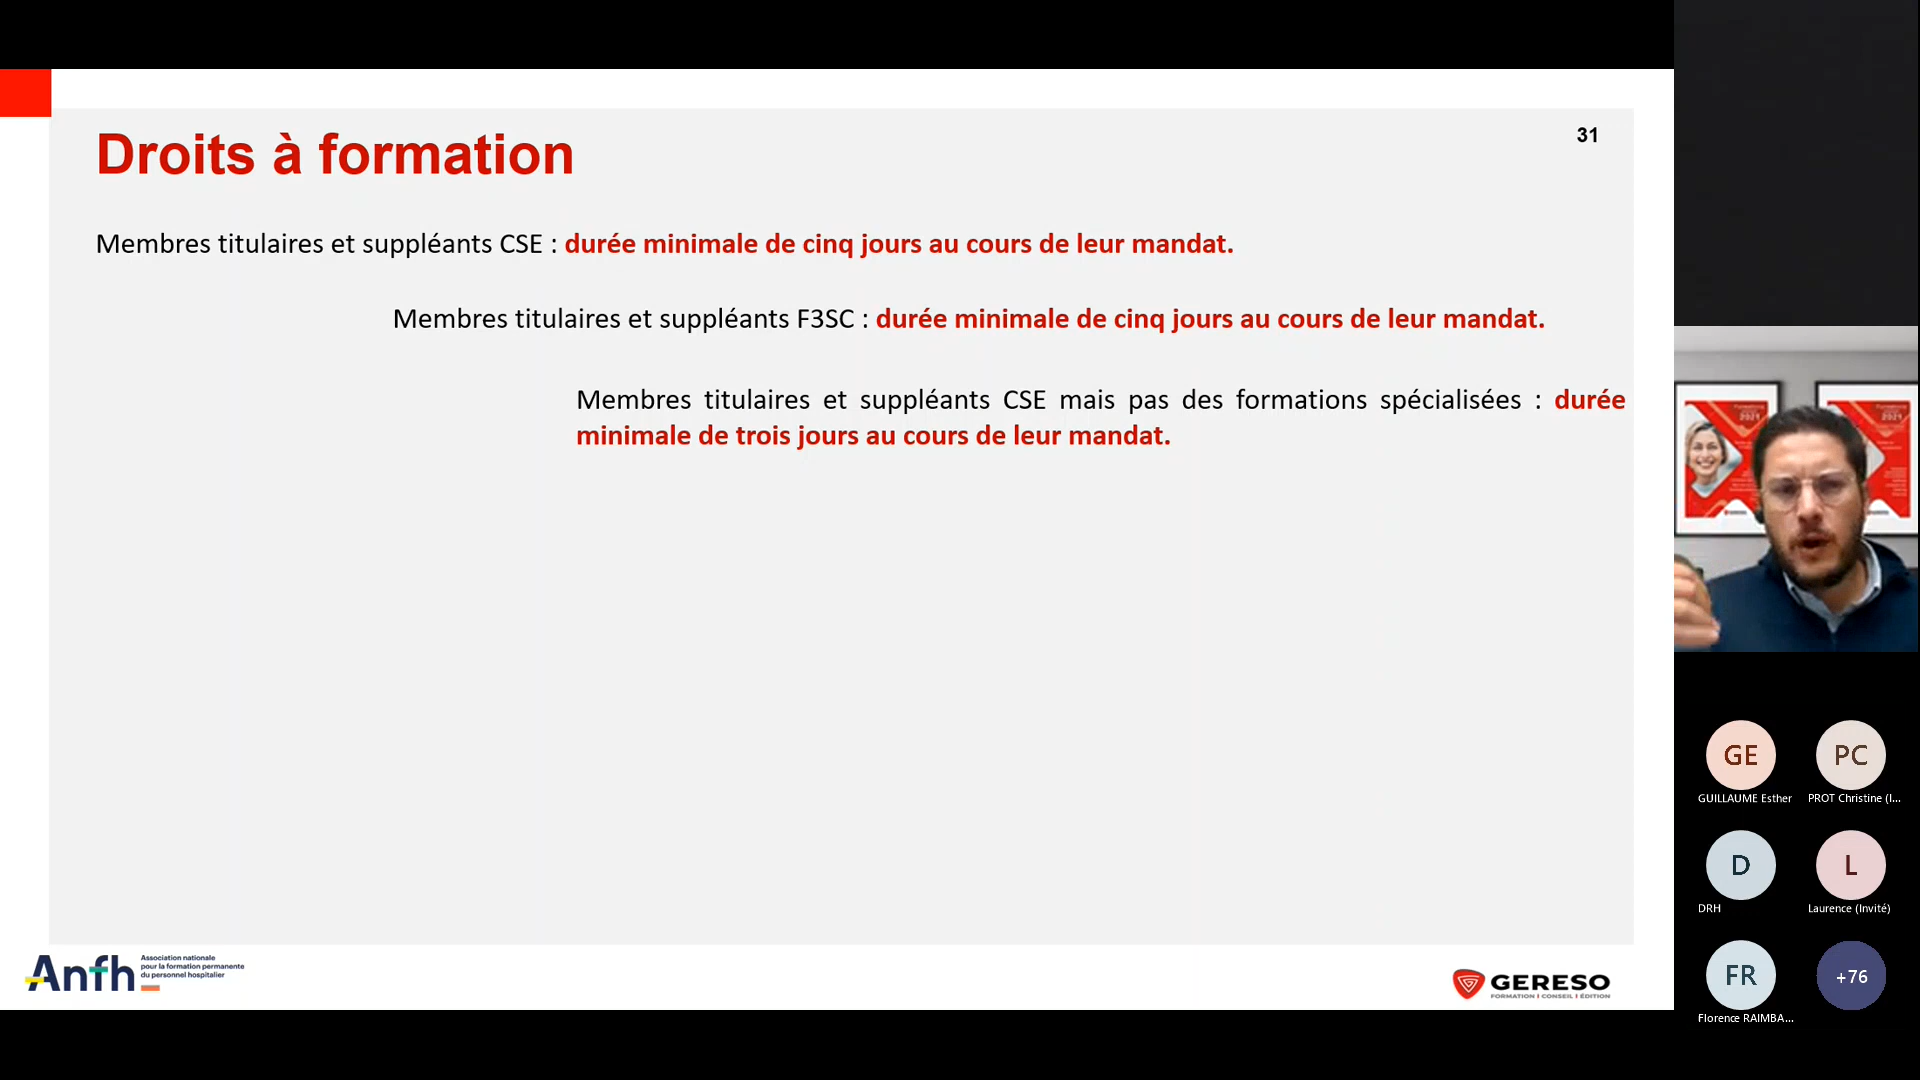 Droits à formation
31
Membres titulaires et suppléants CSE : durée minimale de cinq jours au cours de leur mandat.
Membres titulaires et suppléants F3SC : durée minimale de cinq jours au cours de leur mandat.
Membres titulaires et suppléants CSE mais pas des formations spécialisées : durée
minimale de trois jours au cours de leur mandat.
Anfh
Association nationale
pour la formation permanente
du personnel hospitalier
GERESO
FORMATION I CONSEIL I ÉDITION
GE
PC
GUILLAUME Esther
PROT Christine (I...
D
L
DRH
Laurence (Invité)
FR
+76
Florence RAIMBA...